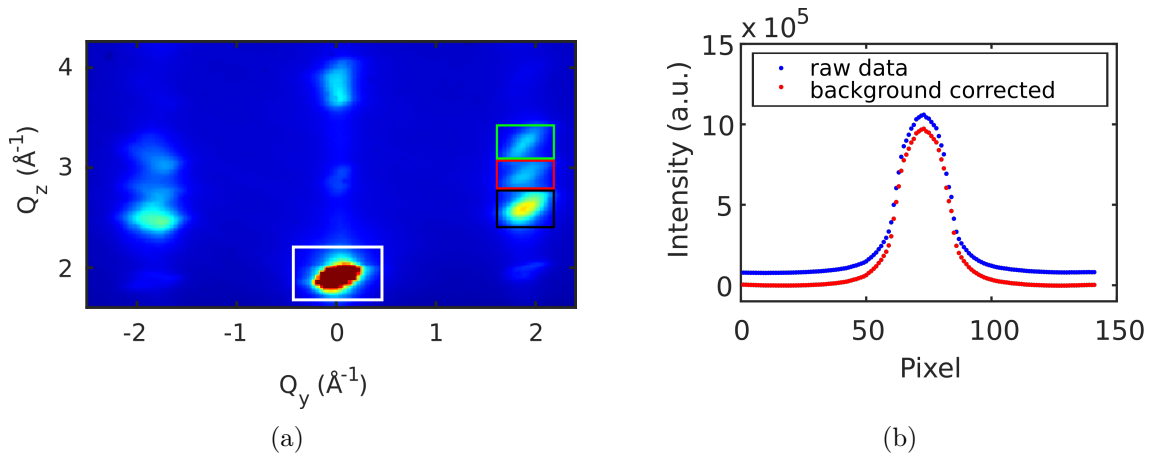 4
3
2
Q_z (Å^-1)
-2 -1 0 1 2
Q_y (Å^-1)
(a)
× 10^5
15
10
5
0
Intensity (a.u.)
raw data
background corrected
0 50 100 150
Pixel
(b)